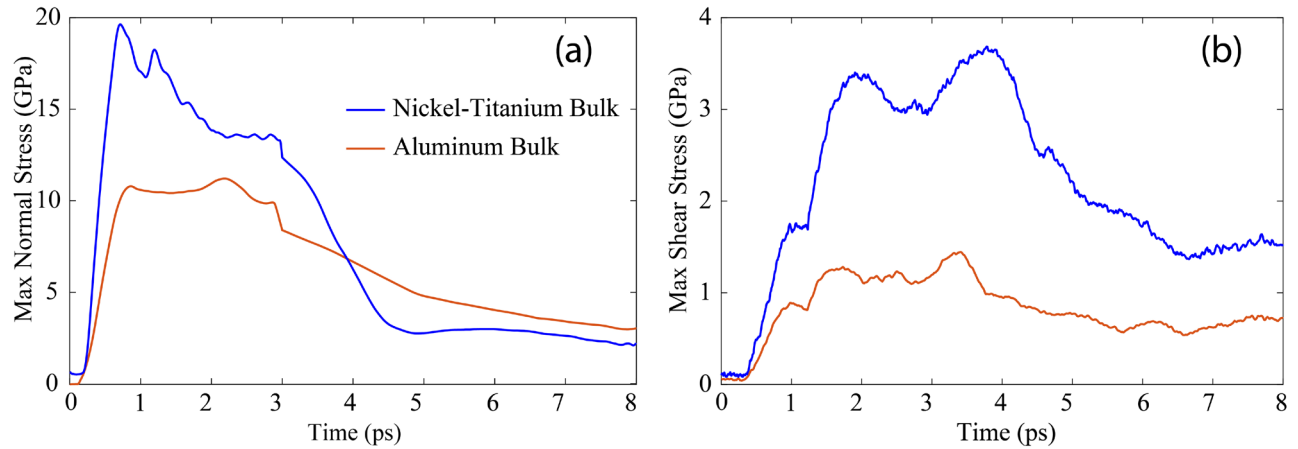 (a)
Max Normal Stress (GPa)
20
15
10
5
0
Nickel-Titanium Bulk
Aluminum Bulk
0 1 2 3 4 5 6 7 8
Time (ps)
(b)
Max Shear Stress (GPa)
4
3
2
1
0
0 1 2 3 4 5 6 7 8
Time (ps)